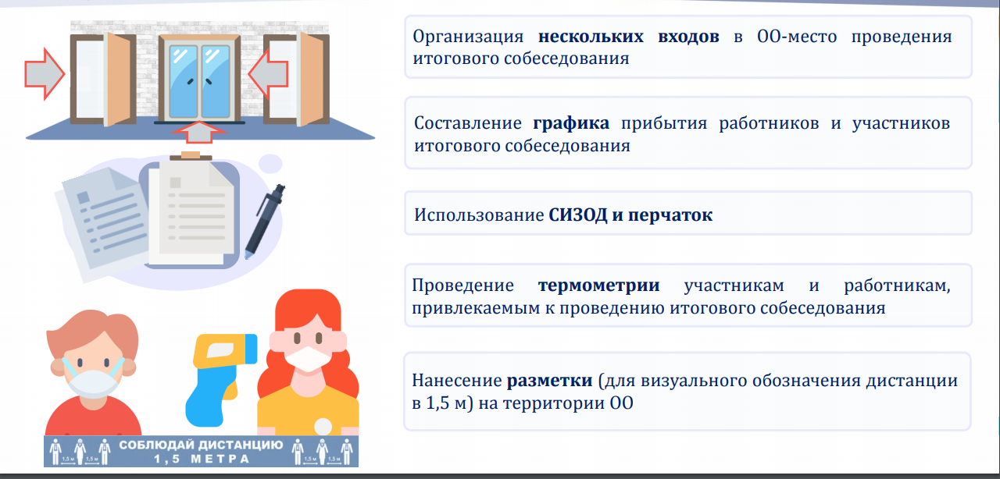 Организация нескольких входов в ОО-место проведения
итогового собеседования
Составление графика прибытия работников и участников
итогового собеседования
Использование СИЗОД и перчаток
Проведение термометрии участникам и работникам,
привлекаемым к проведению итогового собеседования
Нанесение разметки (для визуального обозначения дистанции
в 1,5 м) на территории ОО
СОБЛЮДАЙ ДИСТАНЦИЮ
1,5 МЕТРА
1,5 м 1,5 м 1,5 м 1,5 м